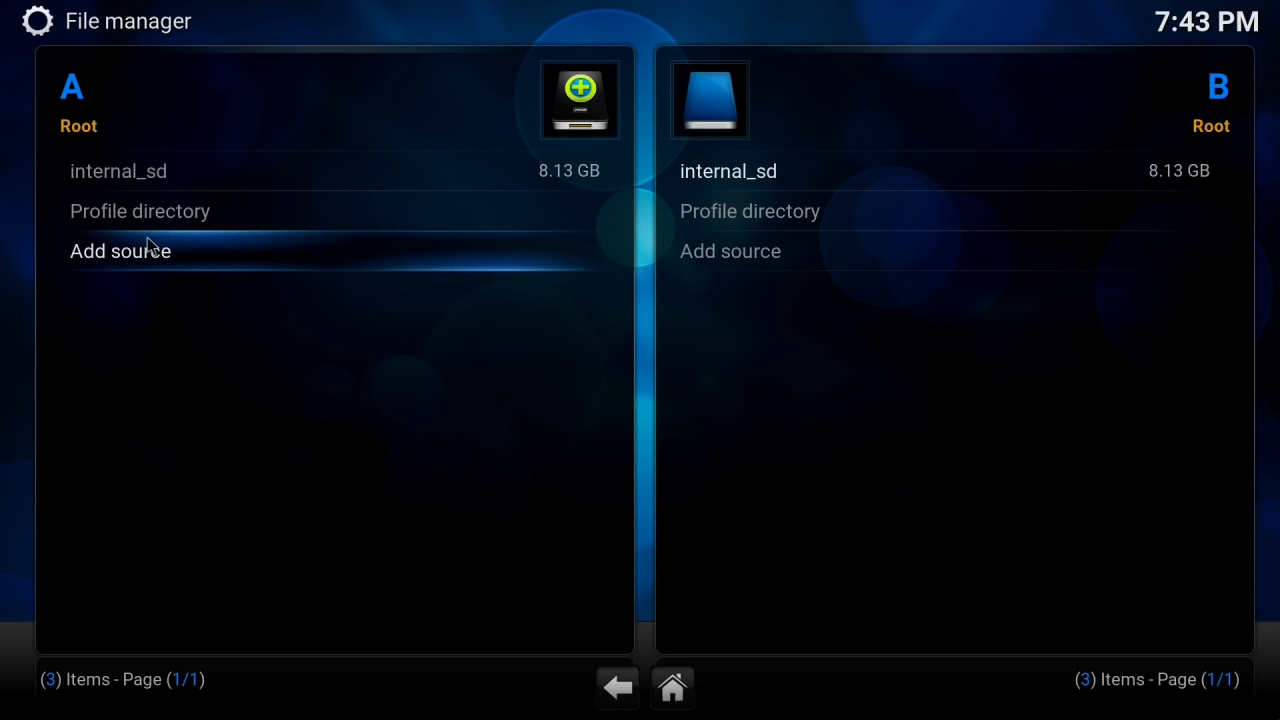 File manager
7:43 PM
A
Root
internal_sd 8.13 GB
Profile directory
Add source
(3) Items - Page (1/1)
B
Root
internal_sd 8.13 GB
Profile directory
Add source
(3) Items - Page (1/1)